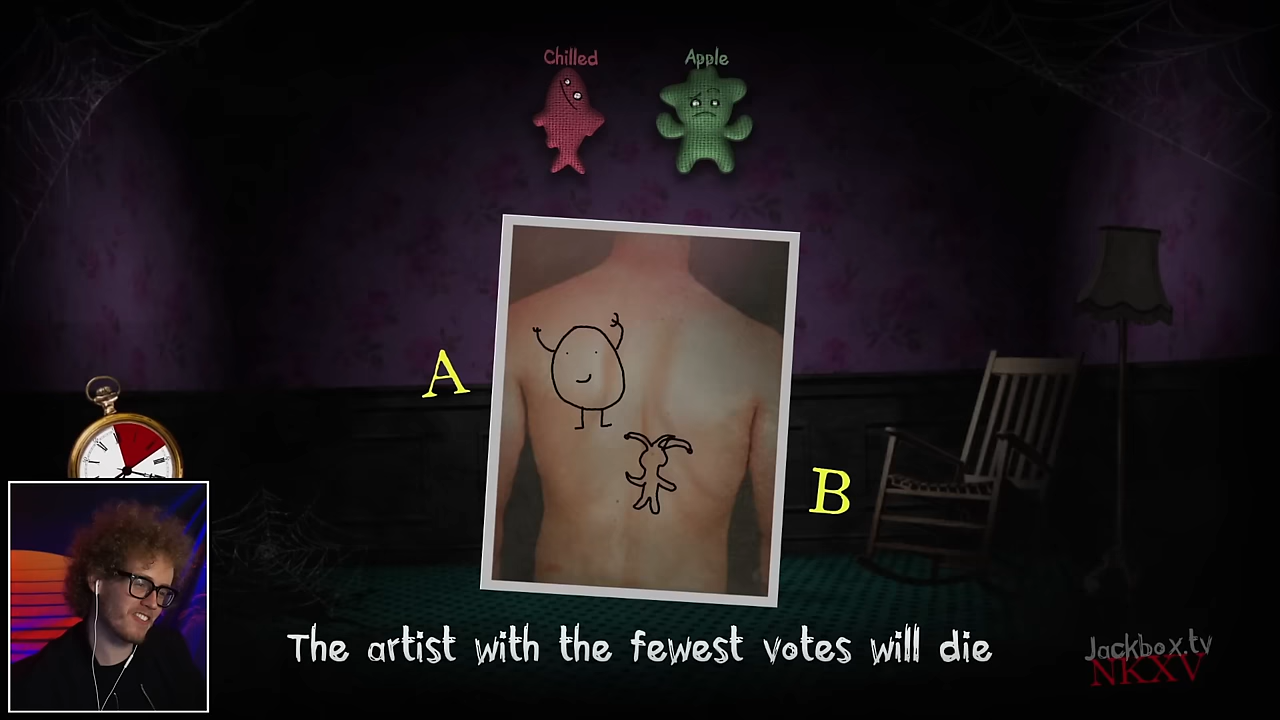 Chilled
Apple
A
B
The artist with the fewest votes will die
Jackbox.tv
NKXV